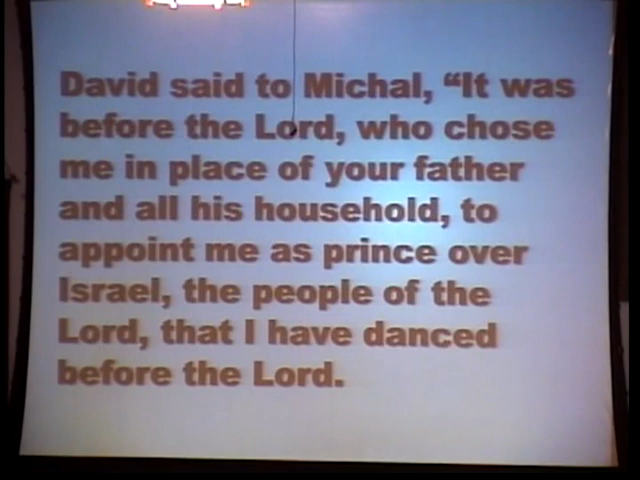 David said to Michal, “It was
before the Lord, who chose
me in place of your father
and all his household, to
appoint me as prince over
Israel, the people of the
Lord, that I have danced
before the Lord.